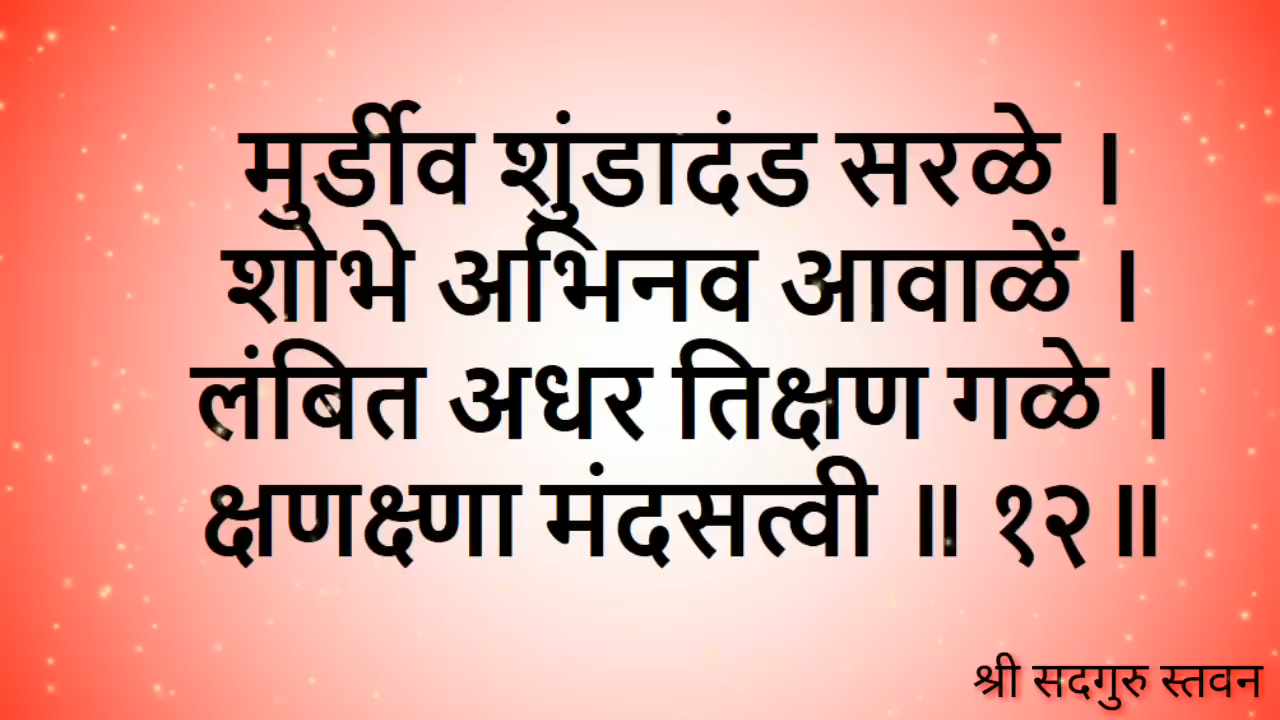 मुर्डीव शुंडादंड सरळे ।
शोभे अभिनव आवाळें ।
लंबित अधर तिक्षण गळे ।
क्षणक्ष्णा मंदसत्वी ॥ १२॥
श्री सदगुरु स्तवन